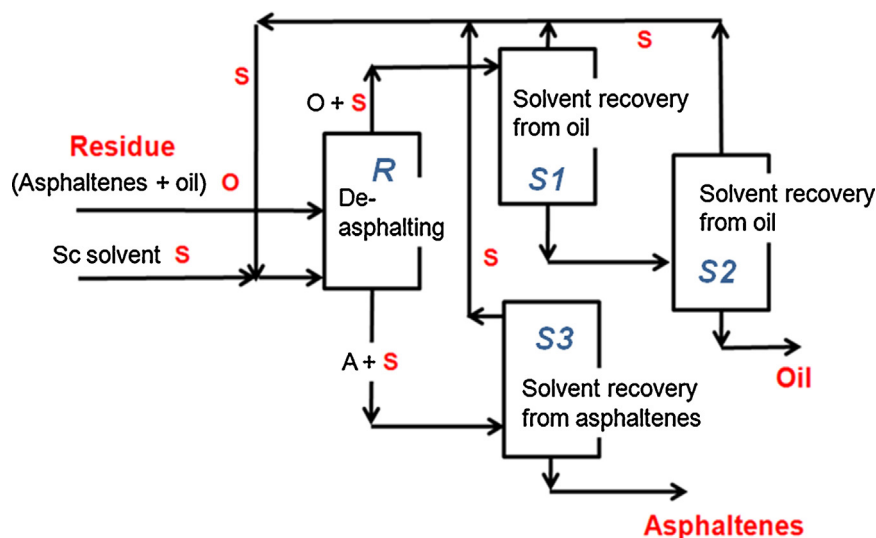 S
S
O + S
Solvent recovery
from oil
S1
Residue
(Asphaltenes + oil) O
R
De-
asphalting
Solvent recovery
from oil
S2
Sc solvent S
S
A + S
S3
Solvent recovery
from asphaltenes
Oil
Asphaltenes